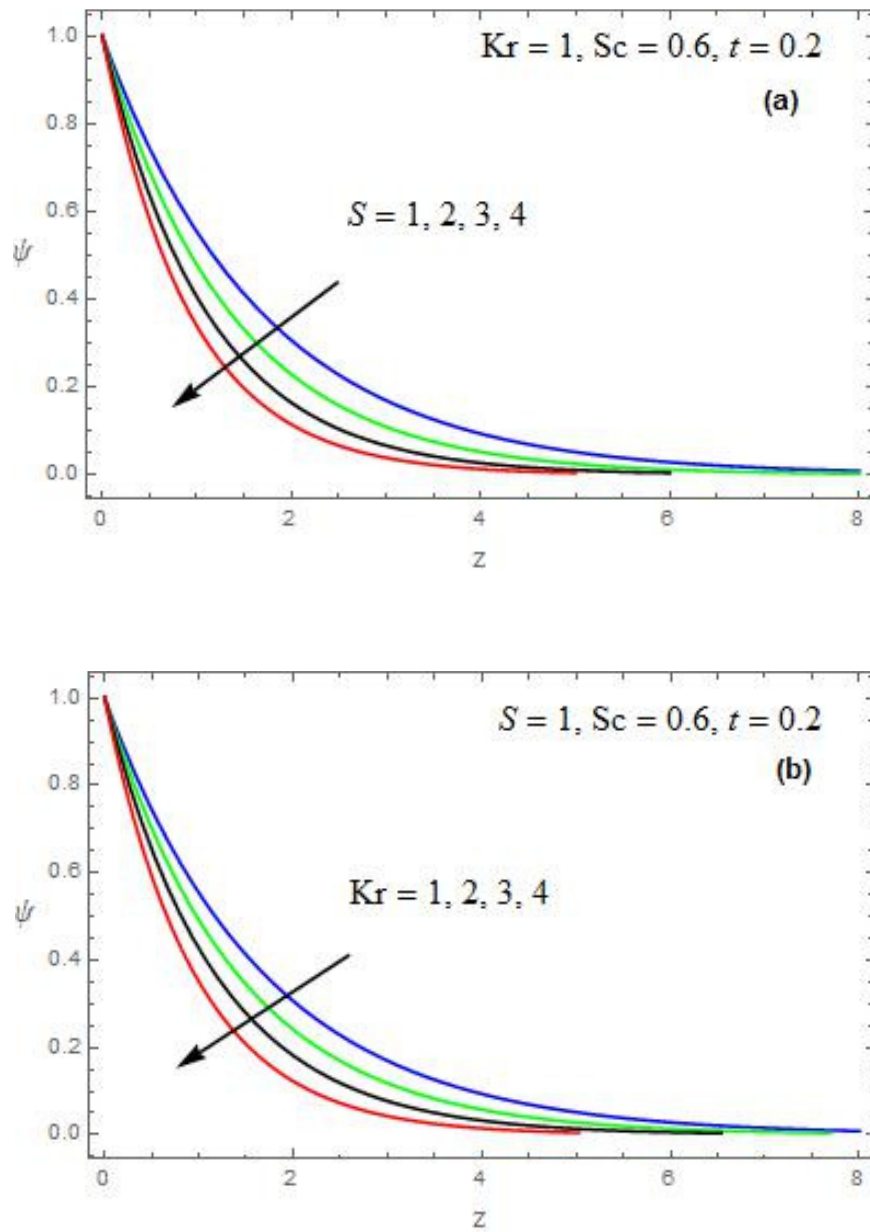 Kr = 1, Sc = 0.6, t = 0.2
(a)
S = 1, 2, 3, 4
1.0
0.8
0.6
0.4
0.2
0.0
ψ
0 2 4 6 8
z
S = 1, Sc = 0.6, t = 0.2
(b)
Kr = 1, 2, 3, 4
1.0
0.8
0.6
0.4
0.2
0.0
ψ
0 2 4 6 8
z